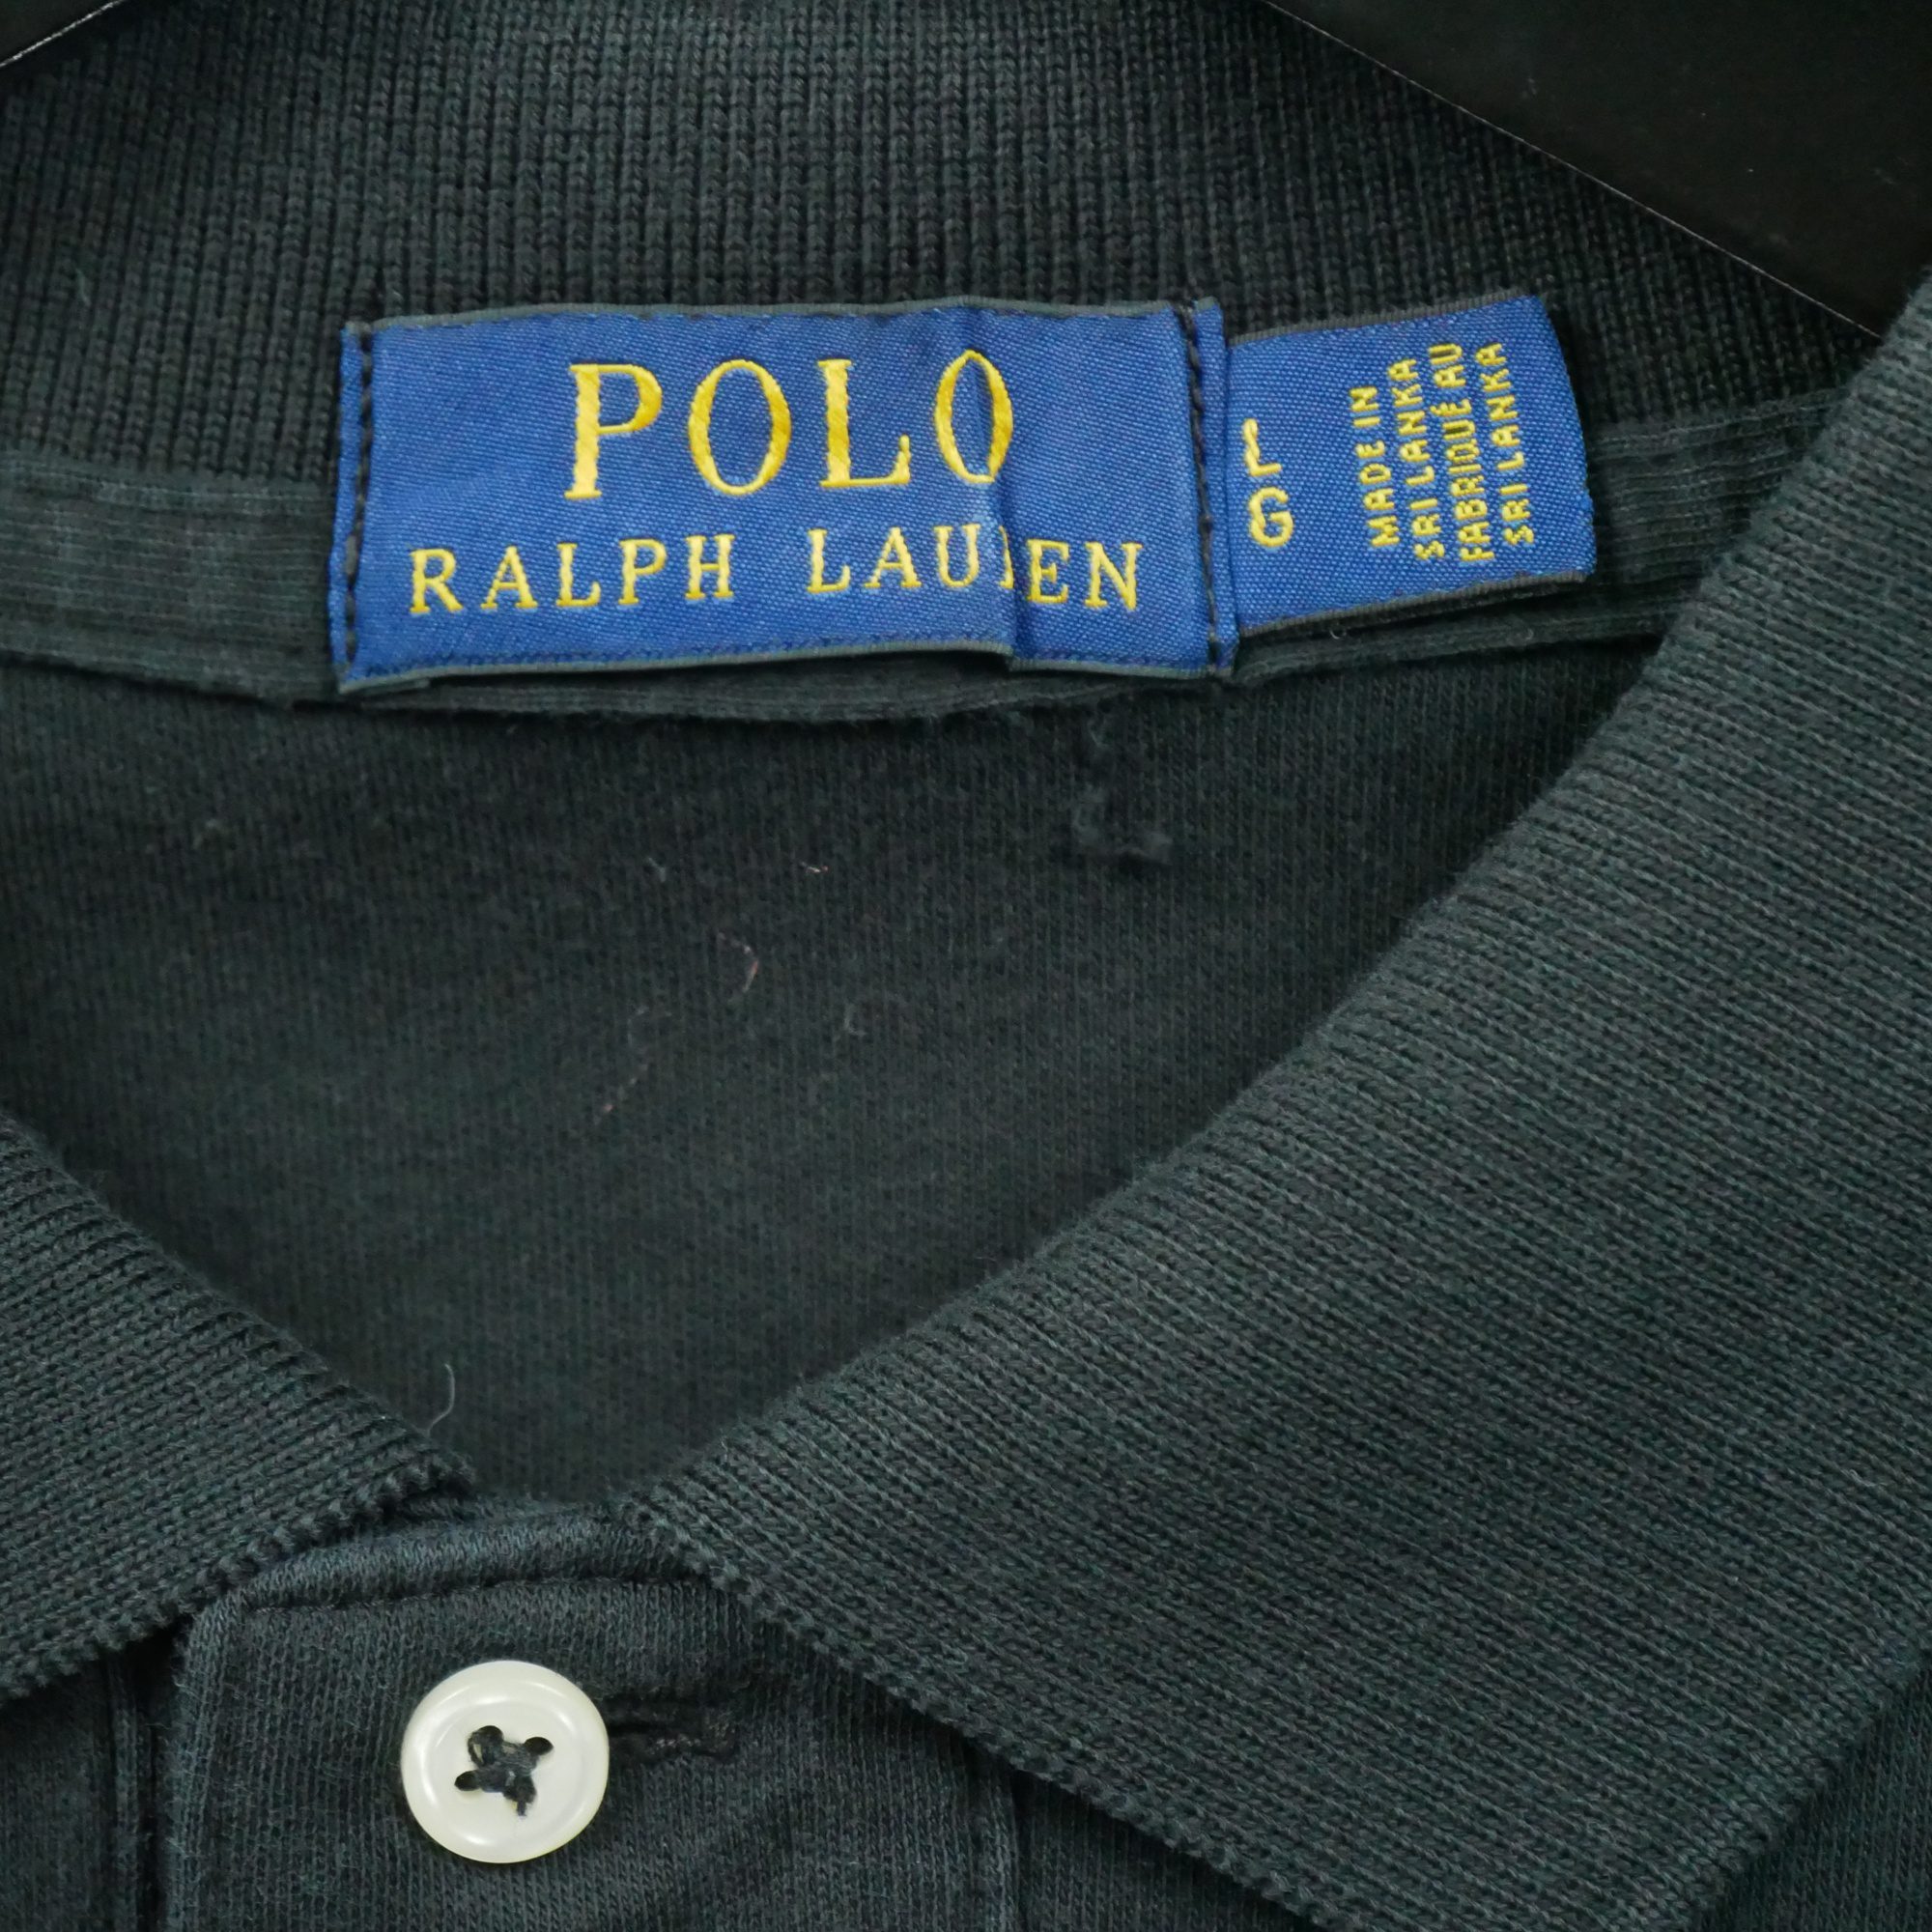 POLO
RALPH LAUREN
L
G
MADE IN
SRI LANKA
FABRIQUÉ AU
SRI LANKA